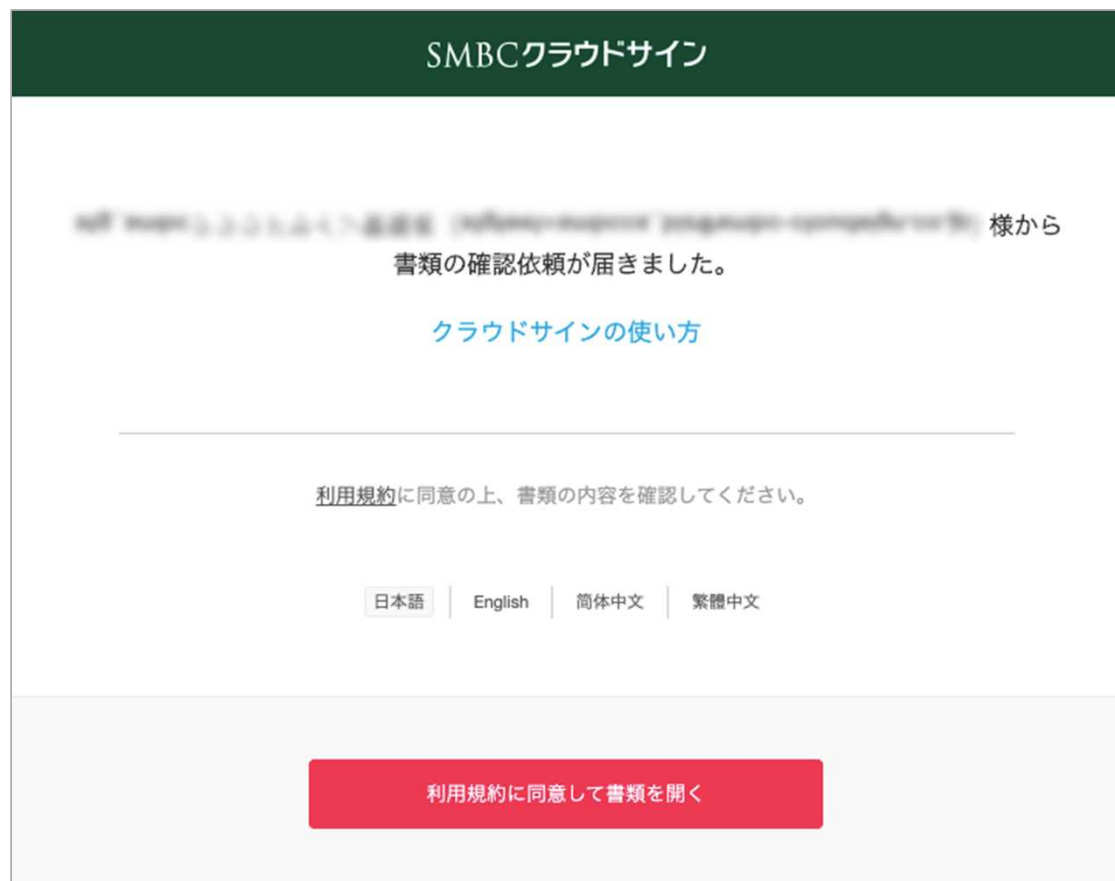 SMBCクラウドサイン
様から
書類の確認依頼が届きました。
クラウドサインの使い方
利用規約に同意の上、書類の内容を確認してください。
日本語 English 简体中文 繁體中文
利用規約に同意して書類を開く